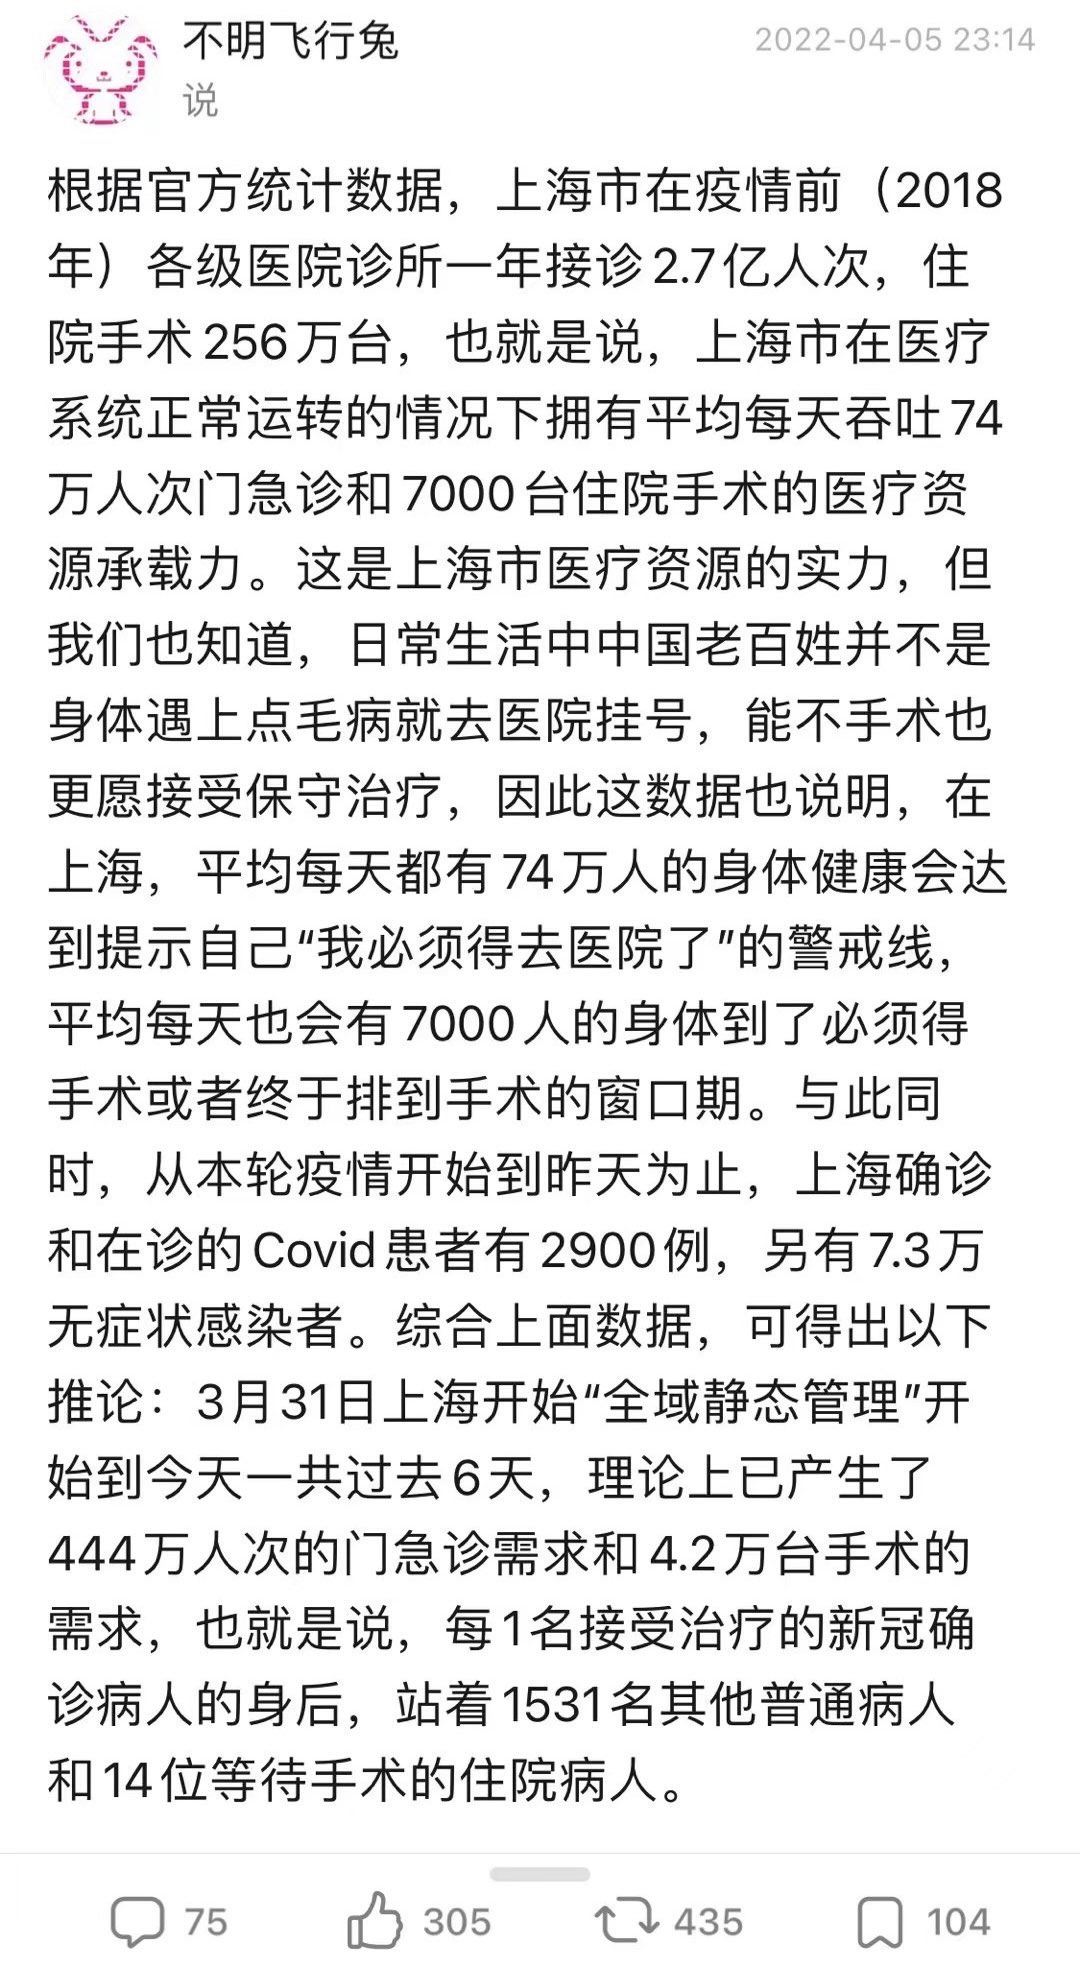 不明飞行兔
2022-04-05 23:14
说
根据官方统计数据，上海市在疫情前（2018
年）各级医院诊所一年接诊2.7亿人次，住
院手术256万台，也就是说，上海市在医疗
系统正常运转的情况下拥有平均每天吞吐74
万人次门急诊和7000台住院手术的医疗资
源承载力。这是上海市医疗资源的实力，但
我们也知道，日常生活中中国老百姓并不是
身体遇上点毛病就去医院挂号，能不手术也
更愿接受保守治疗，因此这数据也说明，在
上海，平均每天都有74万人的身体健康会达
到提示自己“我必须得去医院了”的警戒线，
平均每天也会有7000人的身体到了必须得
手术或者终于排到手术的窗口期。与此同
时，从本轮疫情开始到昨天为止，上海确诊
和在诊的Covid患者有2900例，另有7.3万
无症状感染者。综合上面数据，可得出以下
推论：3月31日上海开始“全域静态管理”开
始到今天一共过去6天，理论上已产生了
444万人次的门急诊需求和4.2万台手术的
需求，也就是说，每1名接受治疗的新冠确
诊病人的身后，站着1531名其他普通病人
和14位等待手术的住院病人。
75 305 435 104